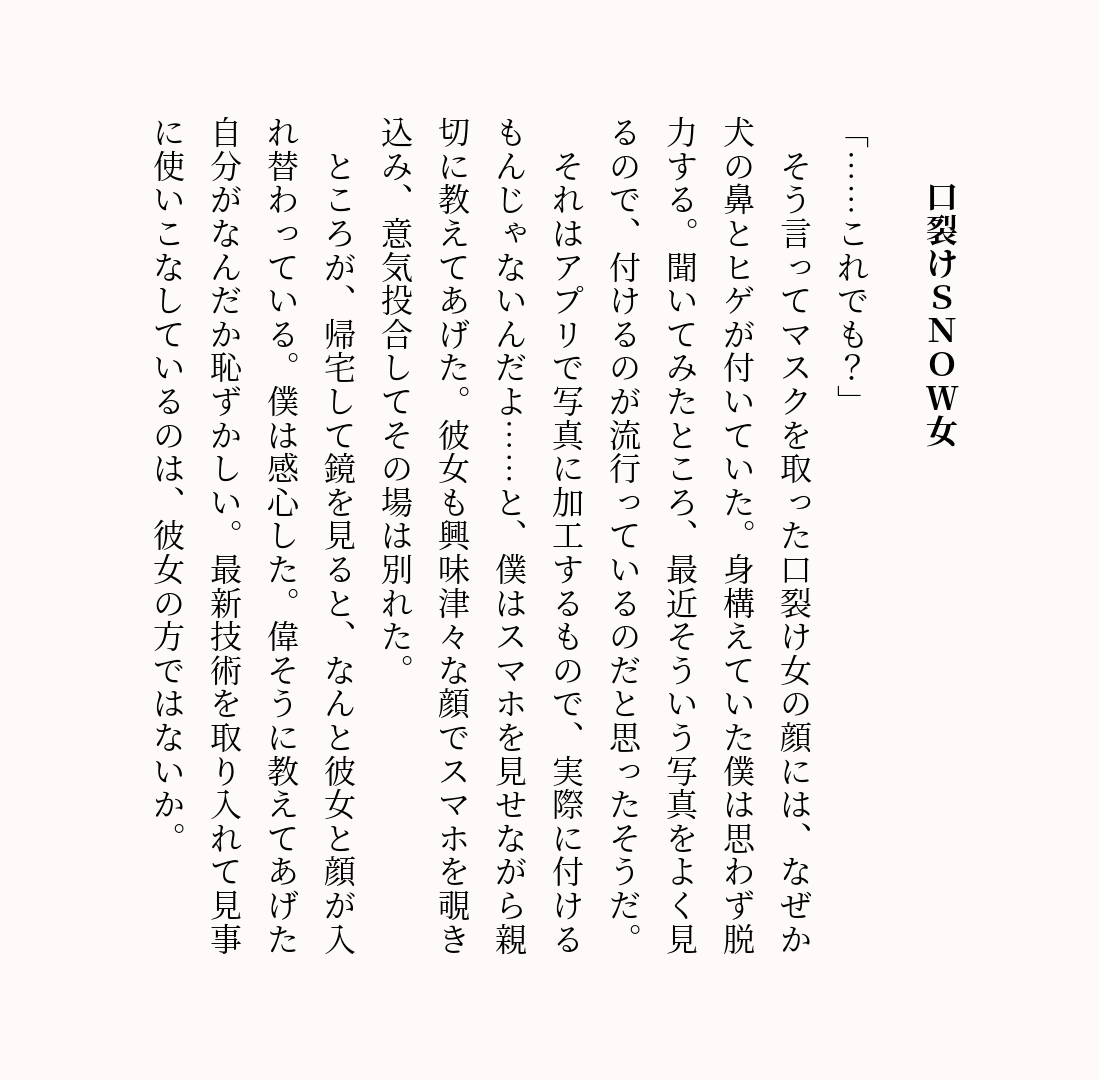 口裂けＳＮＯＷ女
「……これでも？」
　そう言ってマスクを取った口裂け女の顔には、なぜか
犬の鼻とヒゲが付いていた。身構えていた僕は思わず脱
力する。聞いてみたところ、最近そういう写真をよく見
るので、付けるのが流行っているのだと思ったそうだ。
　それはアプリで写真に加工するもので、実際に付ける
もんじゃないんだよ……と、僕はスマホを見せながら親
切に教えてあげた。彼女も興味津々な顔でスマホを覗き
込み、意気投合してその場は別れた。
　ところが、帰宅して鏡を見ると、なんと彼女と顔が入
れ替わっている。僕は感心した。偉そうに教えてあげた
自分がなんだか恥ずかしい。最新技術を取り入れて見事
に使いこなしているのは、彼女の方ではないか。